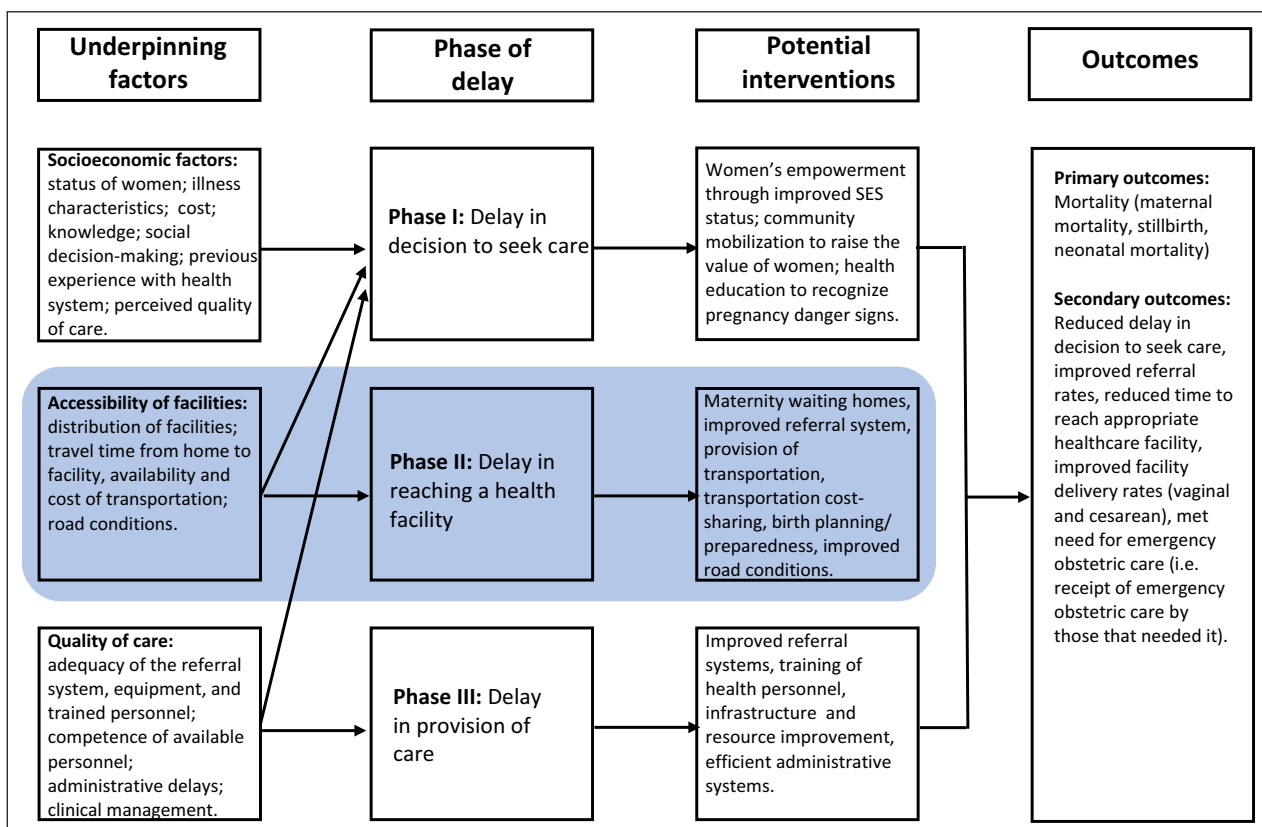 Underpinning
factors
Phase of
delay
Potential
interventions
Outcomes
Socioeconomic factors:
status of women; illness
characteristics; cost;
knowledge; social
decision-making; previous
experience with health
system; perceived quality
of care.
Phase I: Delay in
decision to seek care
Women's empowerment
through improved SES
status; community
mobilization to raise the
value of women; health
education to recognize
pregnancy danger signs.
Accessibility of facilities:
distribution of facilities;
travel time from home to
facility, availability and
cost of transportation;
road conditions.
Phase II: Delay in
reaching a health
facility
Maternity waiting homes,
improved referral system,
provision of
transportation,
transportation cost-
sharing, birth planning/
preparedness, improved
road conditions.
Quality of care:
adequacy of the referral
system, equipment, and
trained personnel;
competence of available
personnel;
administrative delays;
clinical management.
Phase III: Delay
in provision of
care
Improved referral
systems, training of
health personnel,
infrastructure and
resource improvement,
efficient administrative
systems.
Primary outcomes:
Mortality (maternal
mortality, stillbirth,
neonatal mortality)
Secondary outcomes:
Reduced delay in
decision to seek care,
improved referral
rates, reduced time to
reach appropriate
healthcare facility,
improved facility
delivery rates (vaginal
and cesarean), met
need for emergency
obstetric care (i.e.
receipt of emergency
obstetric care by
those that needed it).